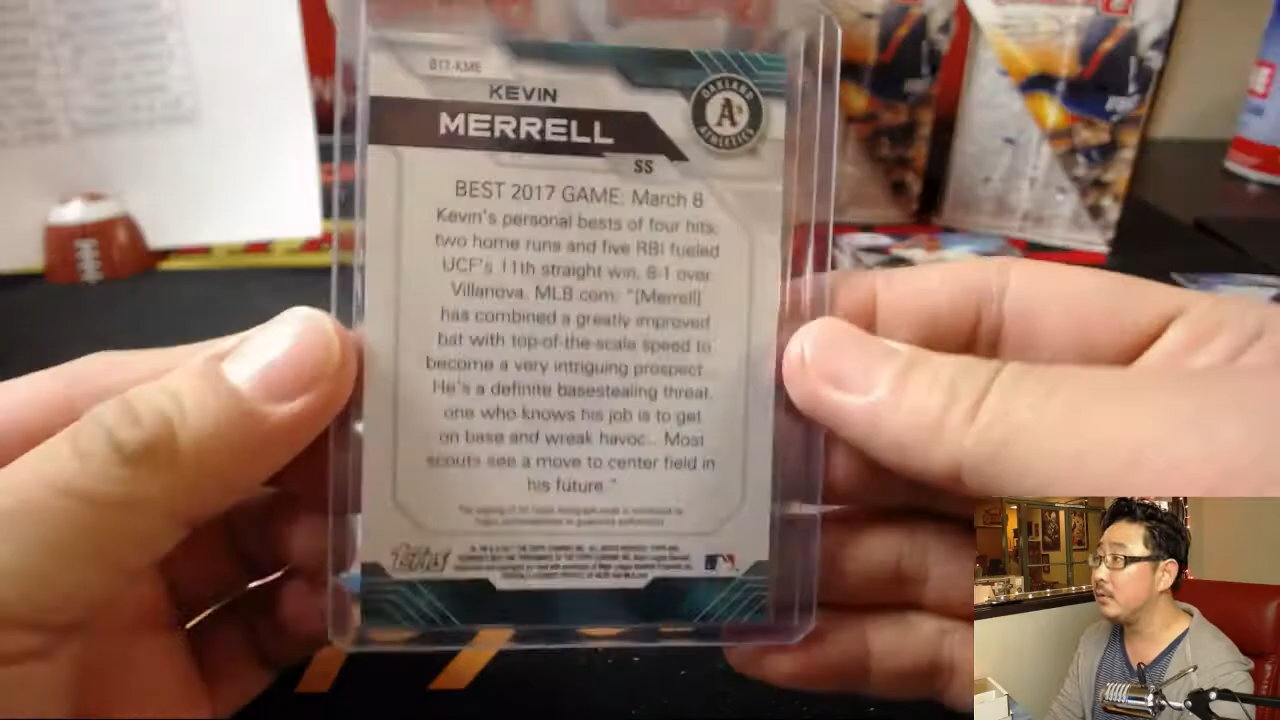 B17-KME
KEVIN
MERRELL
OAKLAND
A's
ATHLETICS
SS
BEST 2017 GAME: March 8
Kevin's personal bests of four hits,
two home runs and five RBI fueled
UCF's 11th straight win, 8-1 over
Villanova. MLB.com: "[Merrell]
has combined a greatly improved
bat with top-of-the-scale speed to
become a very intriguing prospect...
He's a definite basestealing threat,
one who knows his job is to get
on base and wreak havoc... Most
scouts see a move to center field in
his future."
Topps